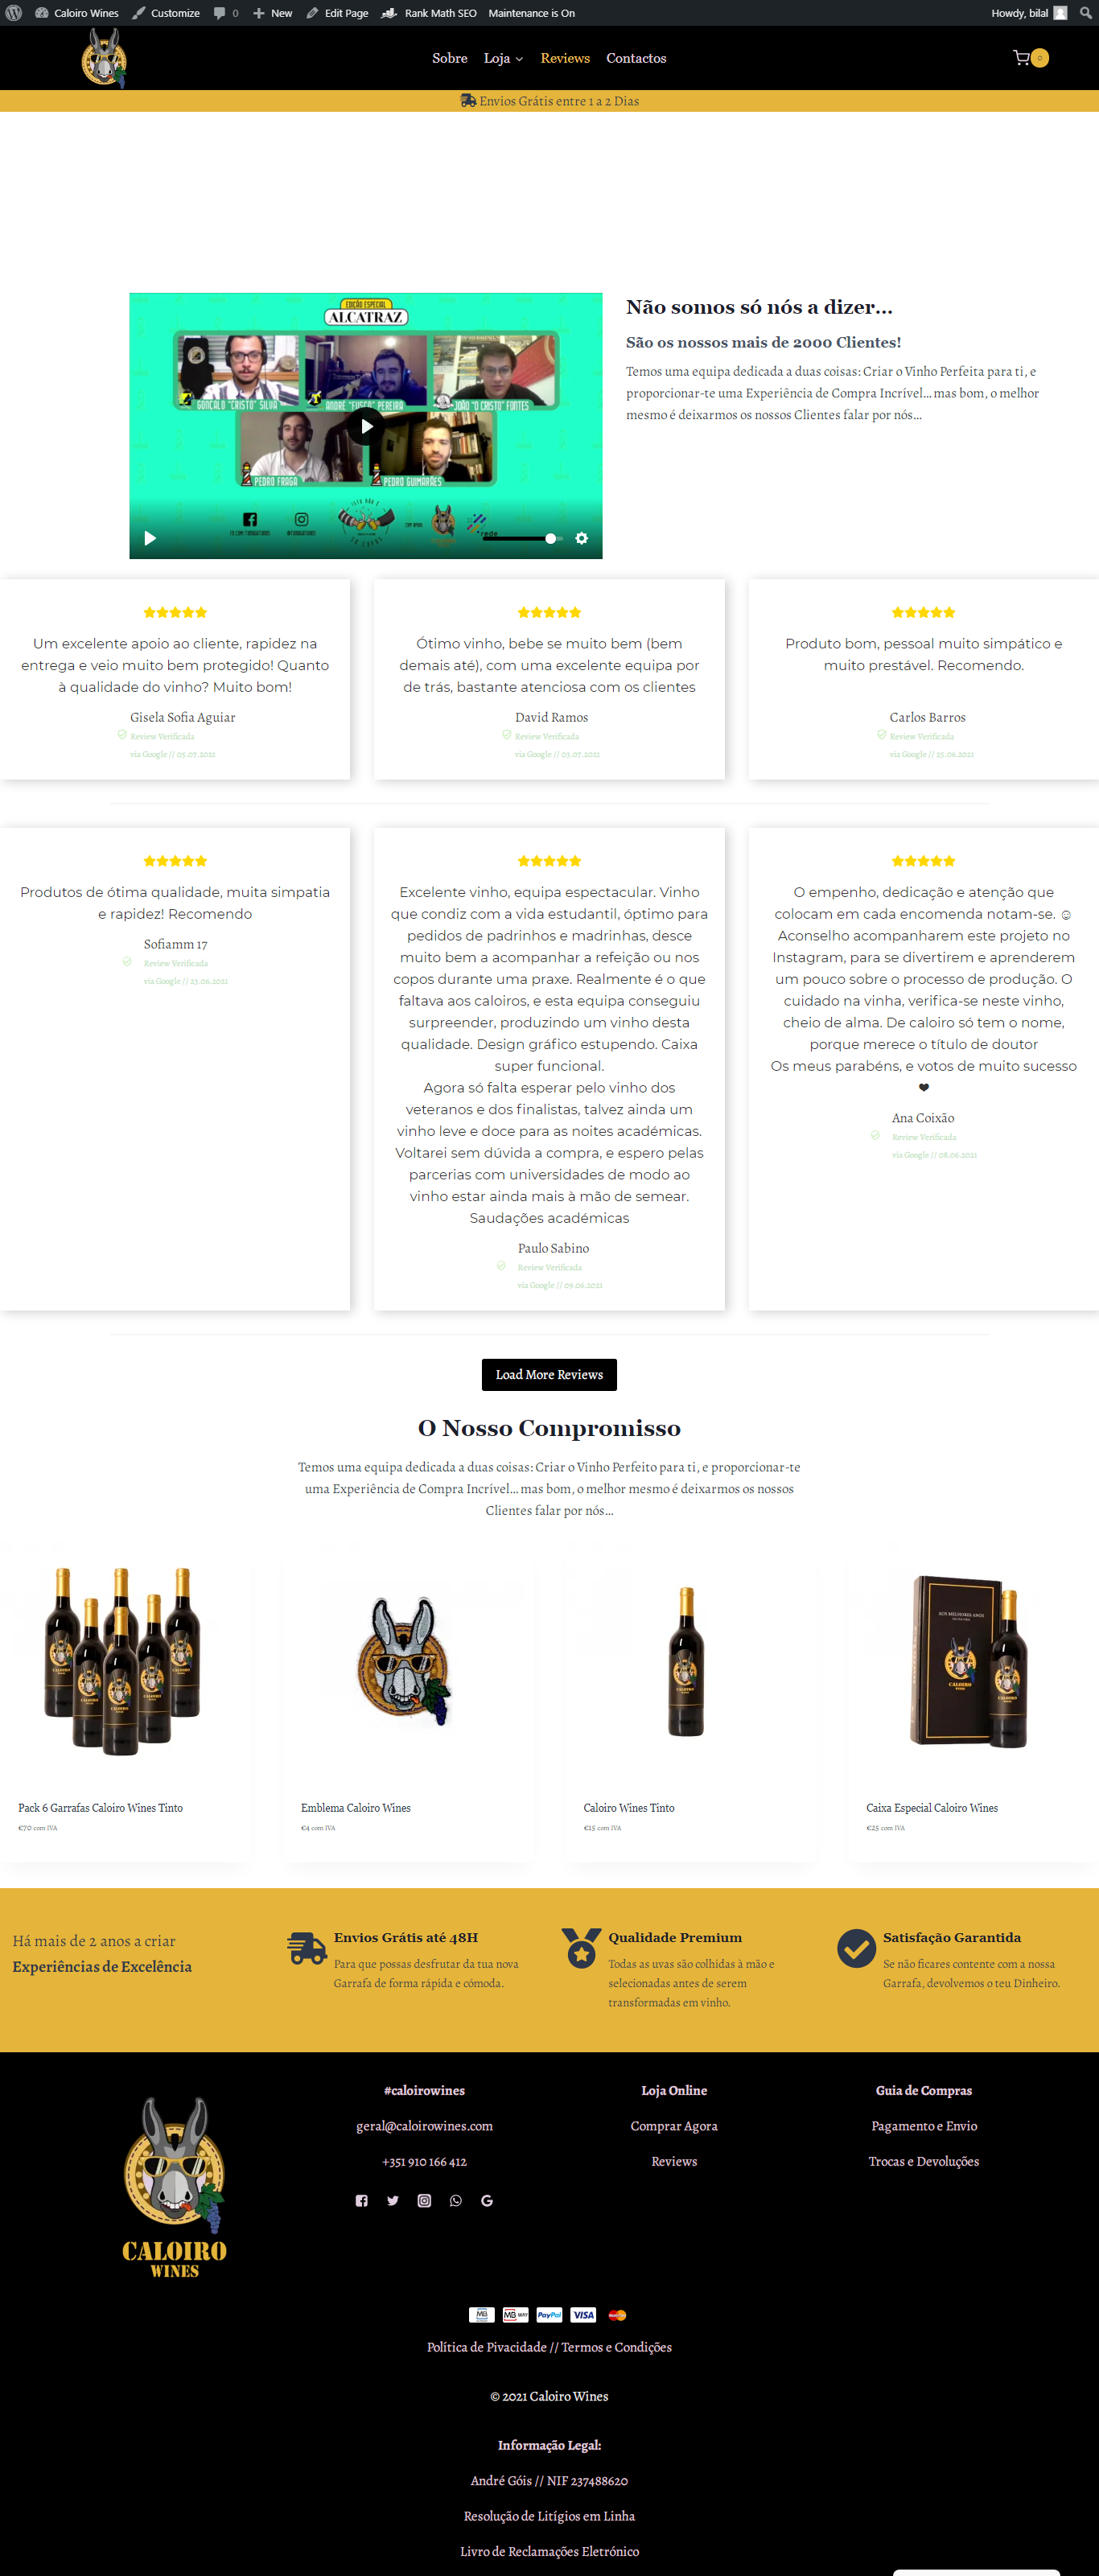 Caloiro Wines Customize 0 New Edit Page Rank Math SEO Maintenance is On Howdy, bilal
Sobre Loja Reviews Contactos 0
Envios Grátis entre 1 a 2 Dias
EDIÇÃO ESPECIAL
ALCATRAZ
GONÇALO "CRISTO" SILVA
ANDRÉ "FUSCO" PEREIRA
JOÃO "O CRISTO" FONTES
PEDRO FRAGA
PEDRO GUIMARÃES
rede
Não somos só nós a dizer...
São os nossos mais de 2000 Clientes!
Temos uma equipa dedicada a duas coisas: Criar o Vinho Perfeita para ti, e
proporcionar-te uma Experiência de Compra Incrível... mas bom, o melhor
mesmo é deixarmos os nossos Clientes falar por nós...
Um excelente apoio ao cliente, rapidez na
entrega e veio muito bem protegido! Quanto
à qualidade do vinho? Muito bom!
Gisela Sofia Aguiar
Review Verificada
via Google // 05.07.2021
Ótimo vinho, bebe se muito bem (bem
demais até), com uma excelente equipa por
de trás, bastante atenciosa com os clientes
David Ramos
Review Verificada
via Google // 03.07.2021
Produto bom, pessoal muito simpático e
muito prestável. Recomendo.
Carlos Barros
Review Verificada
via Google // 25.06.2021
Produtos de ótima qualidade, muita simpatia
e rapidez! Recomendo
Sofiamm 17
Review Verificada
via Google // 23.06.2021
Excelente vinho, equipa espectacular. Vinho
que condiz com a vida estudantil, óptimo para
pedidos de padrinhos e madrinhas, desce
muito bem a acompanhar a refeição ou nos
copos durante uma praxe. Realmente é o que
faltava aos caloiros, e esta equipa conseguiu
surpreender, produzindo um vinho desta
qualidade. Design gráfico estupendo. Caixa
super funcional.
Agora só falta esperar pelo vinho dos
veteranos e dos finalistas, talvez ainda um
vinho leve e doce para as noites académicas.
Voltarei sem dúvida a compra, e espero pelas
parcerias com universidades de modo ao
vinho estar ainda mais à mão de semear.
Saudações académicas
Paulo Sabino
Review Verificada
via Google // 09.06.2021
O empenho, dedicação e atenção que
colocam em cada encomenda notam-se. ☺
Aconselho acompanharem este projeto no
Instagram, para se divertirem e aprenderem
um pouco sobre o processo de produção. O
cuidado na vinha, verifica-se neste vinho,
cheio de alma. De caloiro só tem o nome,
porque merece o título de doutor
Os meus parabéns, e votos de muito sucesso
❤
Ana Coixão
Review Verificada
via Google // 08.06.2021
Load More Reviews
O Nosso Compromisso
Temos uma equipa dedicada a duas coisas: Criar o Vinho Perfeito para ti, e proporcionar-te
uma Experiência de Compra Incrível... mas bom, o melhor mesmo é deixarmos os nossos
Clientes falar por nós...
AOS MELHORES ANOS
CALOIRO
Pack 6 Garrafas Caloiro Wines Tinto
€70 com IVA
Emblema Caloiro Wines
€4 com IVA
Caloiro Wines Tinto
€15 com IVA
Caixa Especial Caloiro Wines
€25 com IVA
Há mais de 2 anos a criar
Experiências de Excelência
Envios Grátis até 48H
Para que possas desfrutar da tua nova
Garrafa de forma rápida e cómoda.
Qualidade Premium
Todas as uvas são colhidas à mão e
selecionadas antes de serem
transformadas em vinho.
Satisfação Garantida
Se não ficares contente com a nossa
Garrafa, devolvemos o teu Dinheiro.
CALOIRO
WINES
#caloirowines
geral@caloirowines.com
+351 910 166 412
Loja Online
Comprar Agora
Reviews
Guia de Compras
Pagamento e Envio
Trocas e Devoluções
MB MB WAY PayPal VISA
Política de Pivacidade // Termos e Condições
© 2021 Caloiro Wines
Informação Legal:
André Góis // NIF 237488620
Resolução de Litígios em Linha
Livro de Reclamações Eletrónico